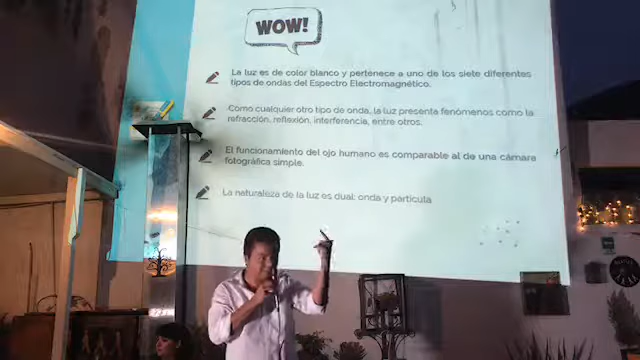 WOW!
La luz es de color blanco y pertenece a uno de los siete diferentes
tipos de ondas del Espectro Electromagnético.
Como cualquier otro tipo de onda, la luz presenta fenómenos como la
refracción, reflexión, interferencia, entre otros.
El funcionamiento del ojo humano es comparable al de una cámara
fotográfica simple.
La naturaleza de la luz es dual: onda y partícula